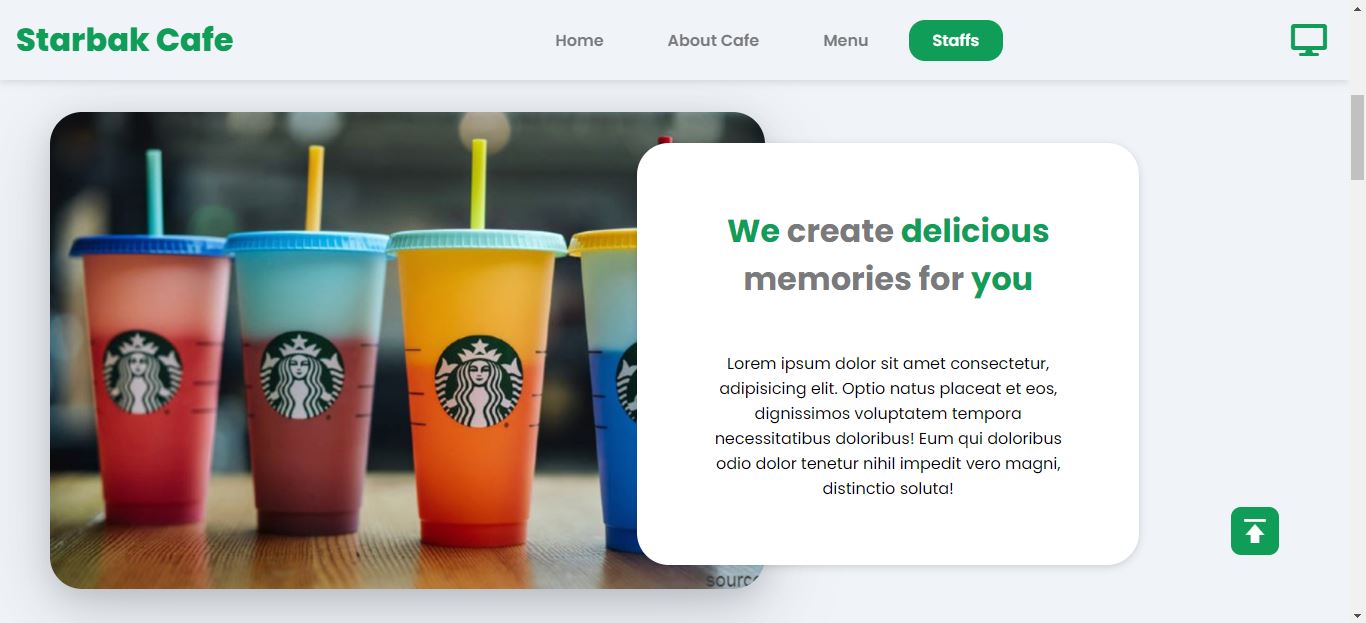 Starbak Cafe
Home
About Cafe
Menu
Staffs
We create delicious
memories for you
Lorem ipsum dolor sit amet consectetur,
adipisicing elit. Optio natus placeat et eos,
dignissimos voluptatem tempora
necessitatibus doloribus! Eum qui doloribus
odio dolor tenetur nihil impedit vero magni,
distinctio soluta!